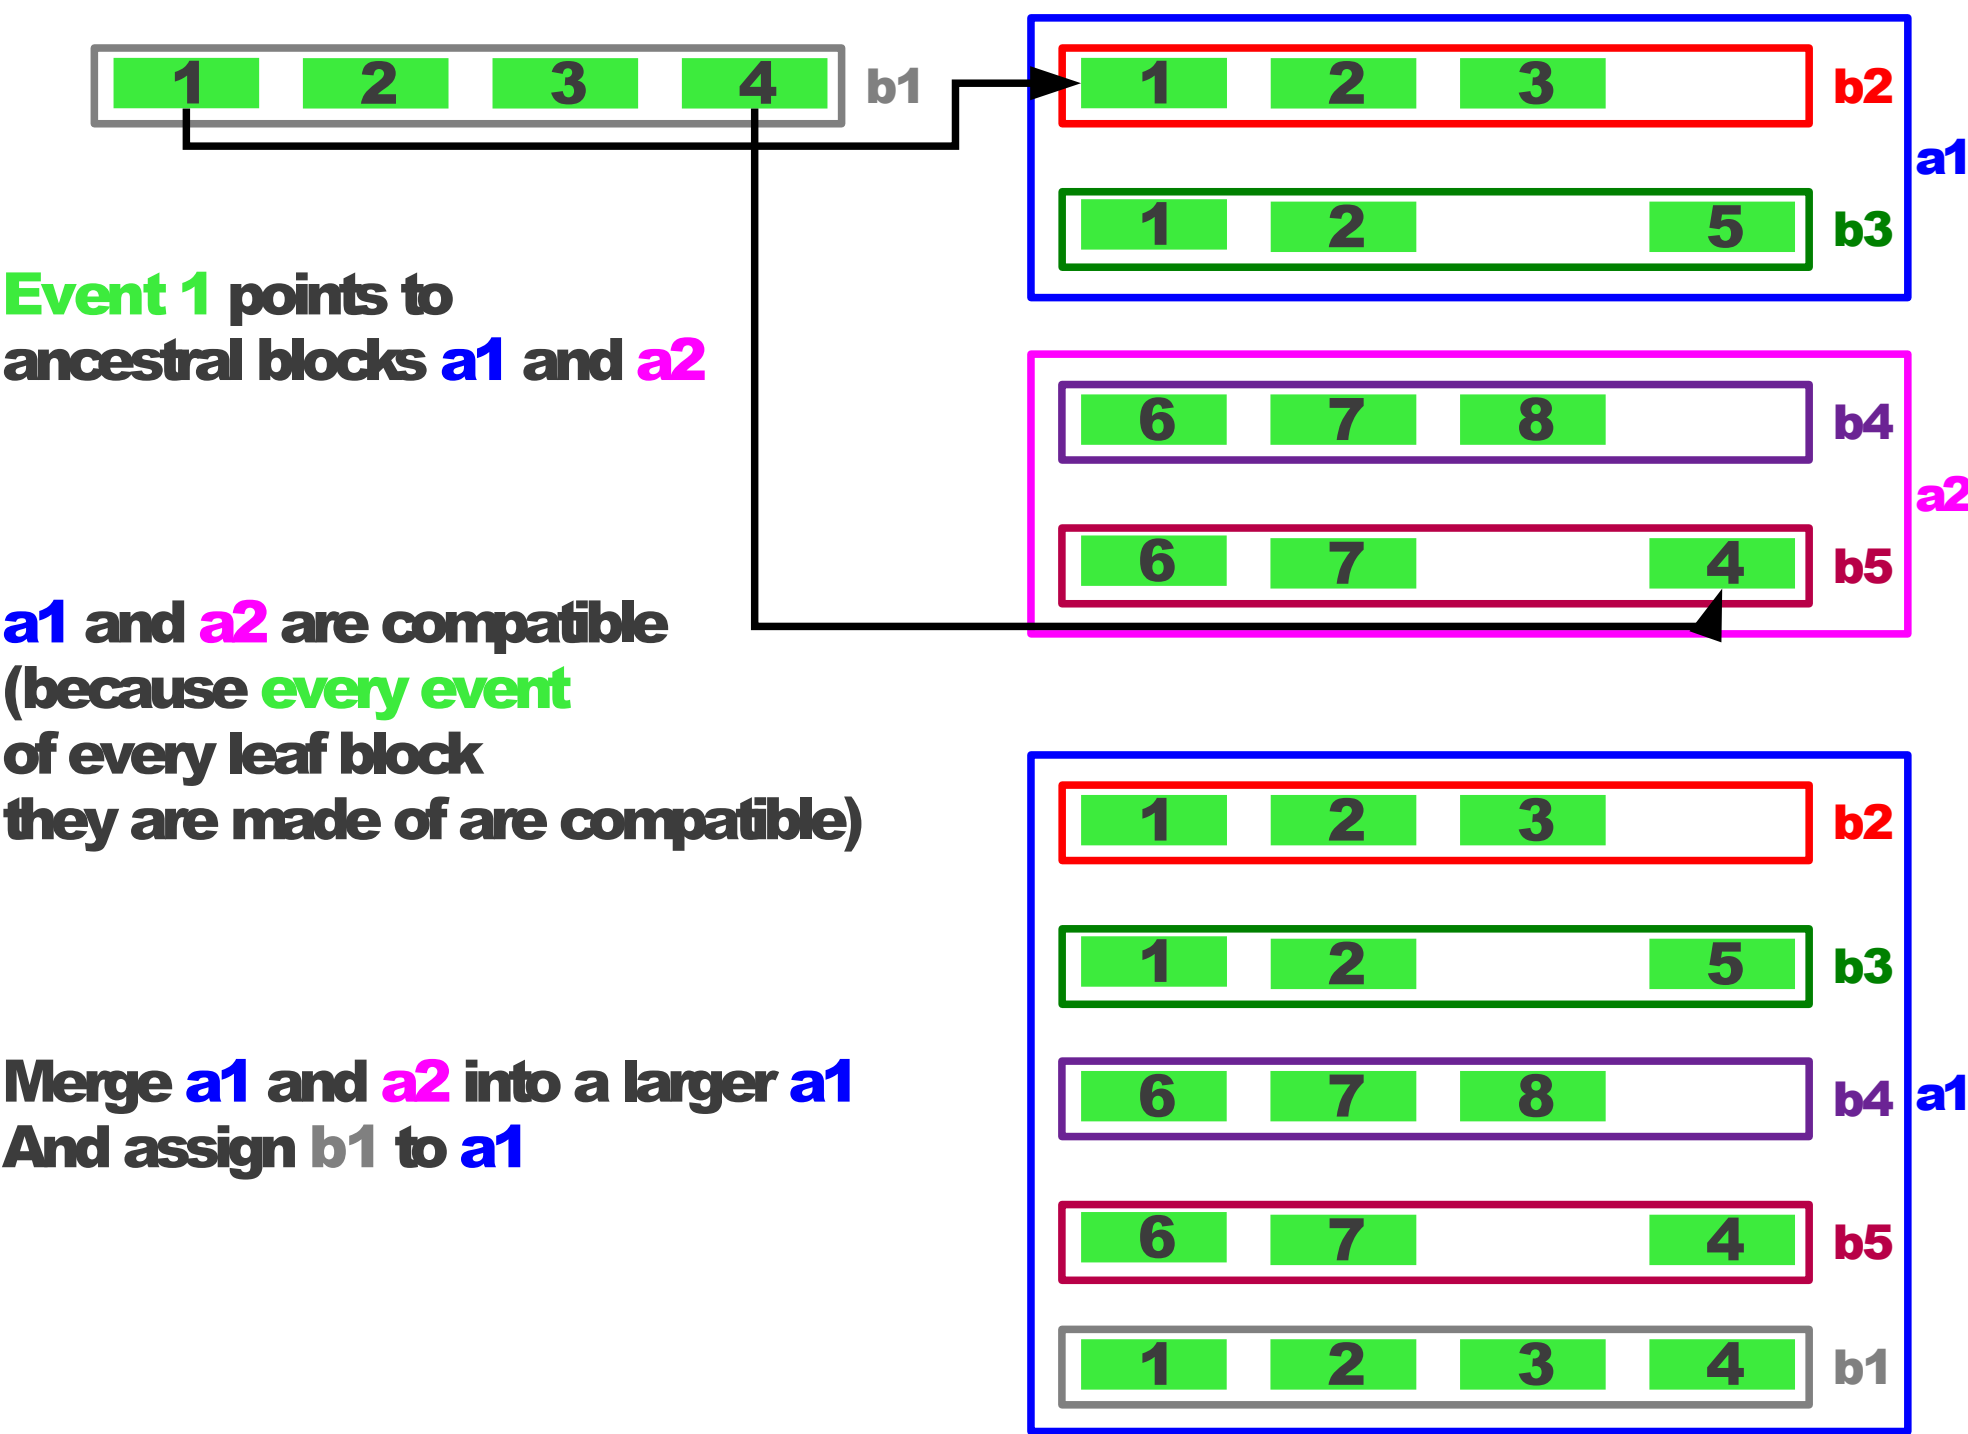 1 2 3 4 b1
1 2 3 b2
a1
1 2 5 b3
Event 1 points to
ancestral blocks a1 and a2
6 7 8 b4
a2
6 7 4 b5
a1 and a2 are compatible
(because every event
of every leaf block
they are made of are compatible)
1 2 3 b2
1 2 5 b3
Merge a1 and a2 into a larger a1
And assign b1 to a1
6 7 8 b4
a1
6 7 4 b5
1 2 3 4 b1